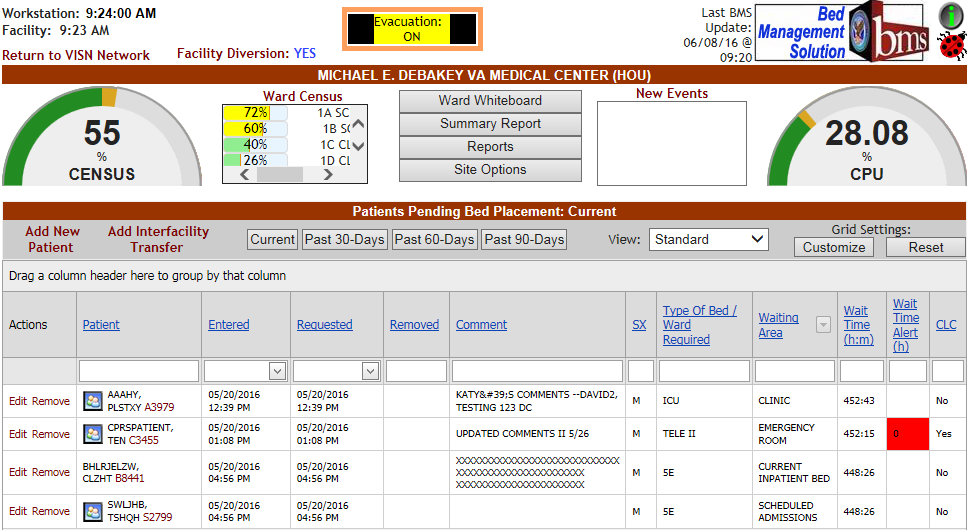 Workstation: 9:24:00 AM
Facility: 9:23 AM
Return to VISN Network
Facility Diversion: YES
Evacuation:
ON
Last BMS
Update:
06/08/16 @
09:20
Bed
Management
Solution
bms
i
MICHAEL E. DEBAKEY VA MEDICAL CENTER (HOU)
55
%
CENSUS
Ward Census
72% 1A SC
60% 1B SC
40% 1C CL
26% 1D CL
Ward Whiteboard
Summary Report
Reports
Site Options
New Events
28.08
%
CPU
Patients Pending Bed Placement: Current
Add New
Patient
Add Interfacility
Transfer
Current Past 30-Days Past 60-Days Past 90-Days
View: Standard
Grid Settings:
Customize Reset
Drag a column header here to group by that column
Actions Patient Entered Requested Removed Comment SX Type Of Bed /
Ward
Required Waiting
Area Wait
Time
(h:m) Wait
Time
Alert
(h) CLC
Edit Remove AAAHY,
PLSTXY A3979 05/20/2016
12:39 PM 05/20/2016
12:39 PM KATY&#39;S COMMENTS --DAVID2,
TESTING 123 DC M ICU CLINIC 452:43 No
Edit Remove CPRSPATIENT,
TEN C3455 05/20/2016
01:08 PM 05/20/2016
01:08 PM UPDATED COMMENTS II 5/26 M TELE II EMERGENCY
ROOM 452:15 0 Yes
Edit Remove BHLRJELZW,
CLZHT B8441 05/20/2016
04:56 PM 05/20/2016
04:56 PM XXXXXXXXXXXXXXXXXXXXXXXXXXXX
XXXXXXXXXXXXXXXXXXXXXX
XXXXXXXXXXXXXXXXXXXXXX M 5E CURRENT
INPATIENT BED 448:26 No
Edit Remove SWLJHB,
TSHQH S2799 05/20/2016
04:56 PM 05/20/2016
04:56 PM M 5E SCHEDULED
ADMISSIONS 448:26 No